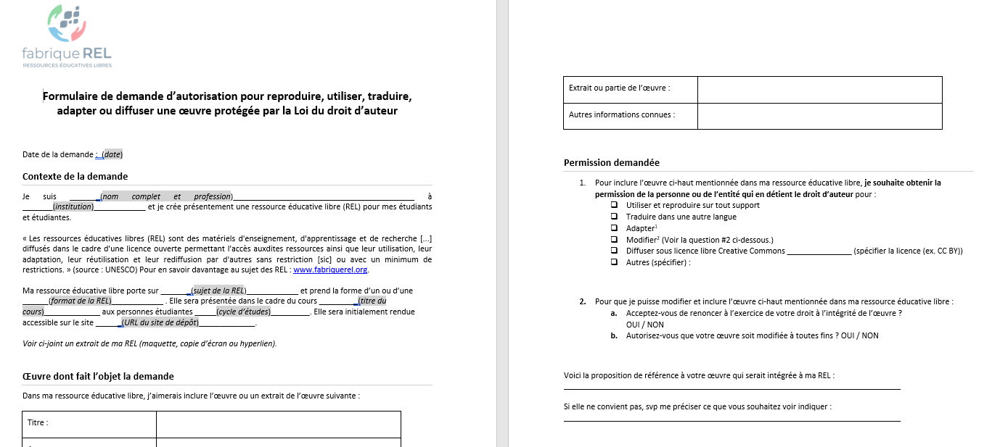 fabrique REL
RESSOURCES ÉDUCATIVES LIBRES
Formulaire de demande d’autorisation pour reproduire, utiliser, traduire,
adapter ou diffuser une œuvre protégée par la Loi du droit d’auteur
Date de la demande : (date)
Contexte de la demande
Je suis _______(nom complet et profession)________________________________________ à
_______(institution)____________ et je crée présentement une ressource éducative libre (REL) pour mes étudiants
et étudiantes.
« Les ressources éducatives libres (REL) sont des matériels d'enseignement, d'apprentissage et de recherche [...]
diffusés dans le cadre d'une licence ouverte permettant l'accès auxdites ressources ainsi que leur utilisation, leur
adaptation, leur réutilisation et leur rediffusion par d'autres sans restriction [sic] ou avec un minimum de
restrictions. » (source : UNESCO) Pour en savoir davantage au sujet des REL : www.fabriquerel.org.
Ma ressource éducative libre porte sur _______(sujet de la REL)____________ et prend la forme d’un ou d’une
______(format de la REL)____________ . Elle sera présentée dans le cadre du cours _________(titre du
cours)_____________ aux personnes étudiantes _____(cycle d’études)_________. Elle sera initialement rendue
accessible sur le site _______(URL du site de dépôt)_____________.
Voir ci-joint un extrait de ma REL (maquette, copie d’écran ou hyperlien).
Œuvre dont fait l’objet la demande
Dans ma ressource éducative libre, j’aimerais inclure l’œuvre ou un extrait de l’œuvre suivante :
Titre :
Extrait ou partie de l’œuvre :
Autres informations connues :
Permission demandée
1. Pour inclure l’œuvre ci-haut mentionnée dans ma ressource éducative libre, je souhaite obtenir la
permission de la personne ou de l’entité qui en détient le droit d’auteur pour :
❑ Utiliser et reproduire sur tout support
❑ Traduire dans une autre langue
❑ Adapter¹
❑ Modifier² (Voir la question #2 ci-dessous.)
❑ Diffuser sous licence libre Creative Commons _______________ (spécifier la licence (ex. CC BY))
❑ Autres (spécifier) :
2. Pour que je puisse modifier et inclure l’œuvre ci-haut mentionnée dans ma ressource éducative libre :
a. Acceptez-vous de renoncer à l’exercice de votre droit à l’intégrité de l’œuvre ?
OUI / NON
b. Autorisez-vous que votre œuvre soit modifiée à toutes fins ? OUI / NON
Voici la proposition de référence à votre œuvre qui serait intégrée à ma REL :
Si elle ne convient pas, svp me préciser ce que vous souhaitez voir indiquer :